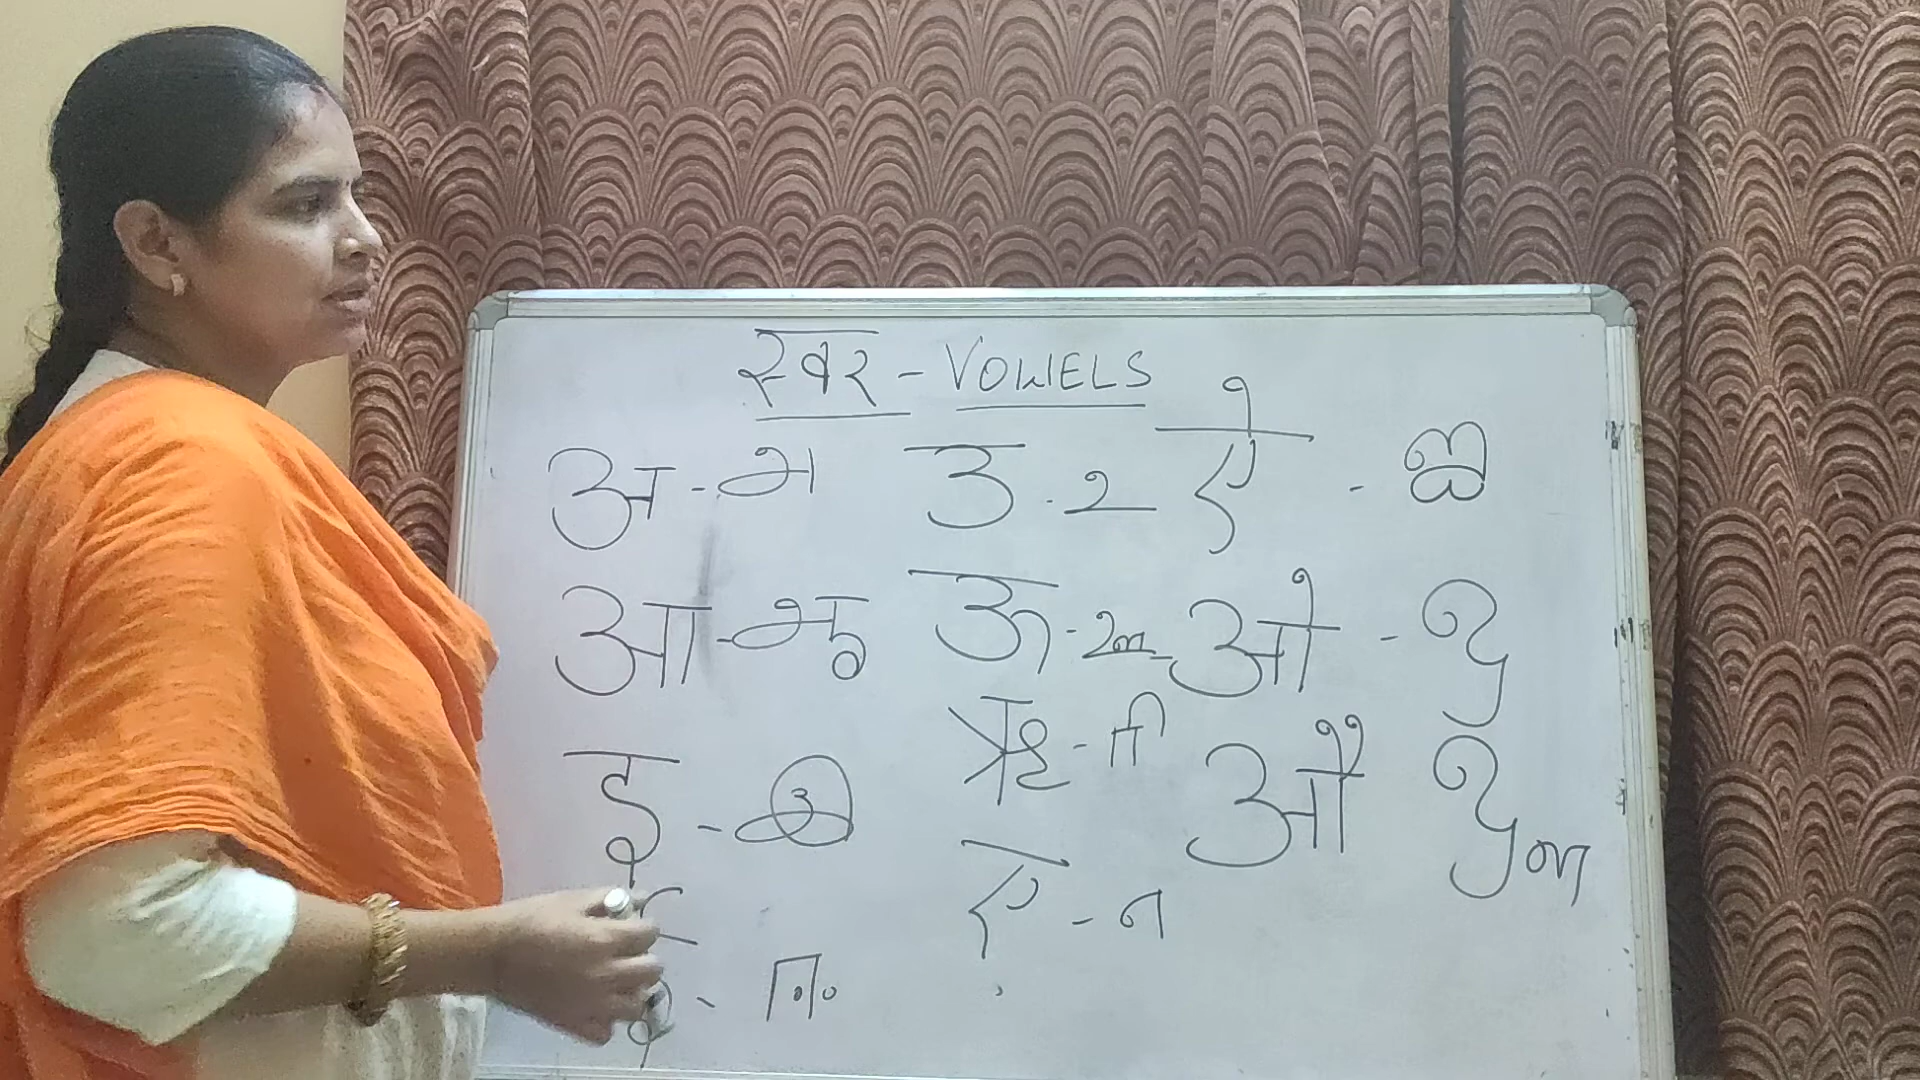 स्वर - VOWELS
अ - அ
आ - ஆ
इ - இ
ई - ஈ
उ - உ
ऊ - ஊ
ऋ - ரி
ए - எ
ऐ - ஐ
ओ - ஒ
औ ஔ